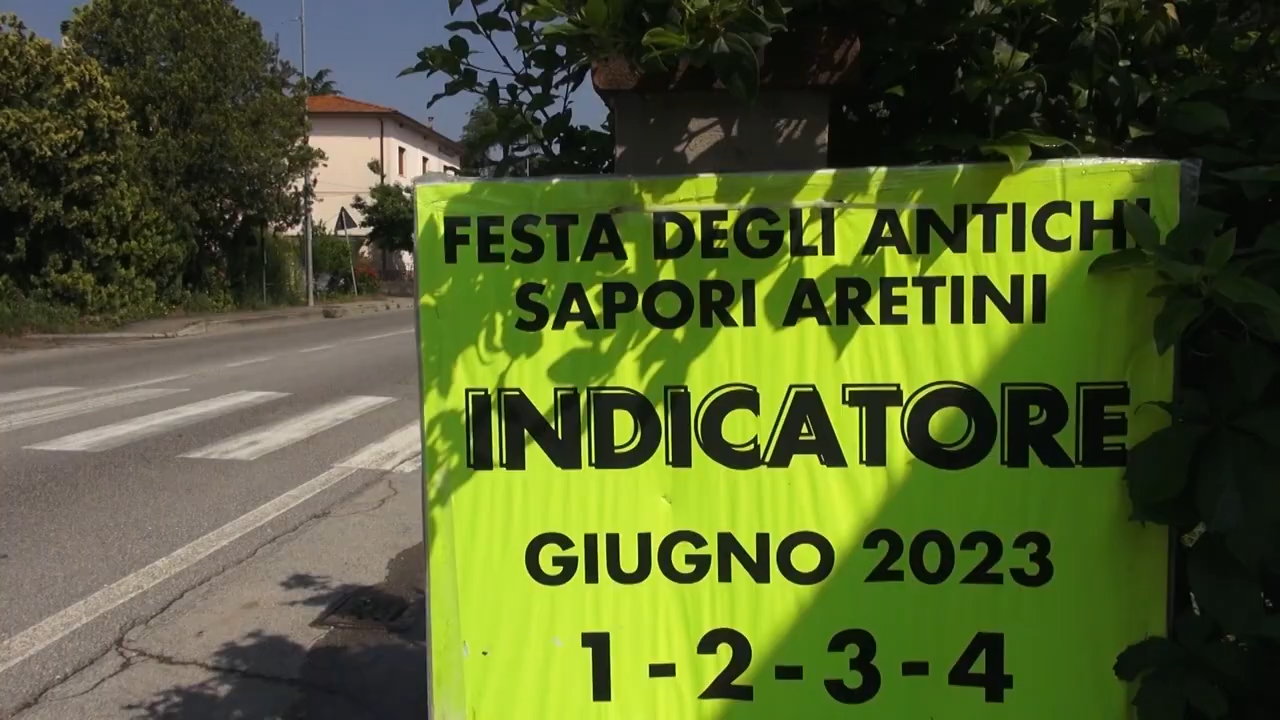 FESTA DEGLI ANTICHI
SAPORI ARETINI
INDICATORE
GIUGNO 2023
1-2-3-4